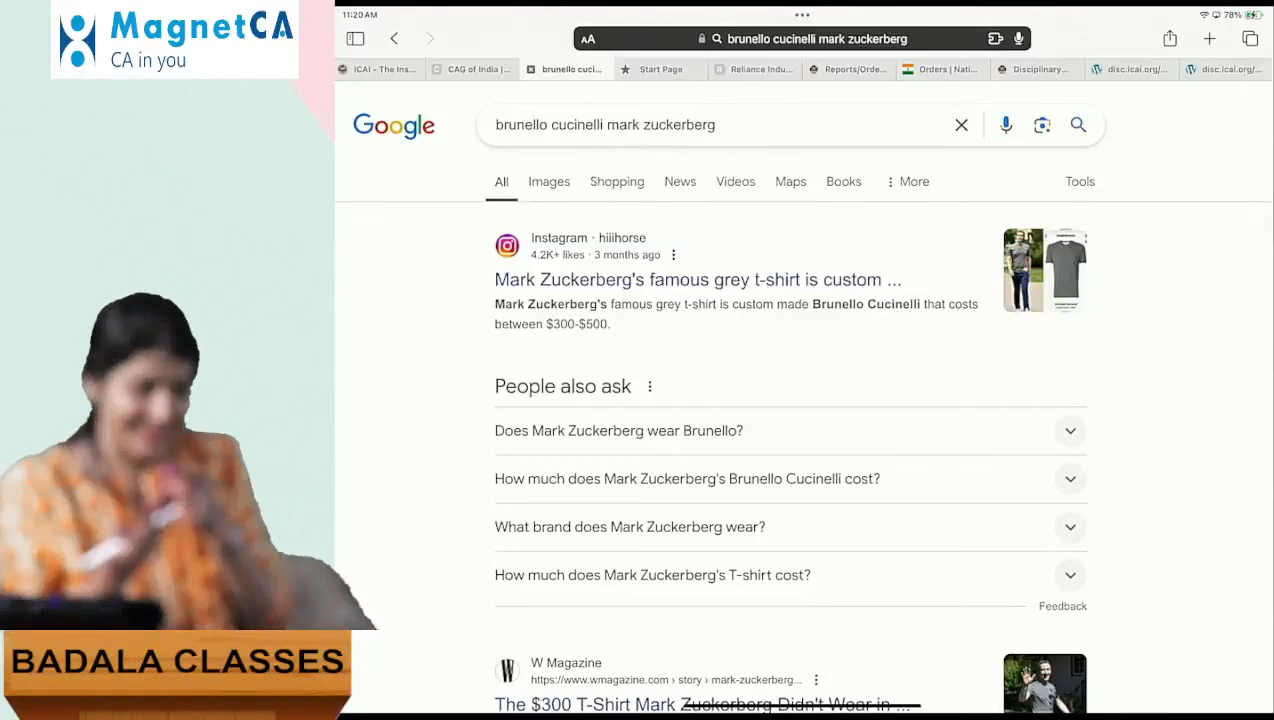 MagnetCA
CA in you
11:20 AM
78%
AA
brunello cucinelli mark zuckerberg
ICAI - The Ins...
CAG of India |...
brunello cuci...
Start Page
Reliance Indu...
Reports/Orde...
Orders | Nati...
Disciplinary...
disc.icai.org/...
disc.icai.org/...
Google
brunello cucinelli mark zuckerberg
All
Images
Shopping
News
Videos
Maps
Books
More
Tools
Instagram · hiiihorse
4.2K+ likes · 3 months ago
Mark Zuckerberg's famous grey t-shirt is custom ...
Mark Zuckerberg's famous grey t-shirt is custom made Brunello Cucinelli that costs
between $300-$500.
People also ask
Does Mark Zuckerberg wear Brunello?
How much does Mark Zuckerberg's Brunello Cucinelli cost?
What brand does Mark Zuckerberg wear?
How much does Mark Zuckerberg's T-shirt cost?
Feedback
W Magazine
https://www.wmagazine.com › story › mark-zuckerberg...
The $300 T-Shirt Mark Zuckerberg Didn't Wear in ...
BADALA CLASSES